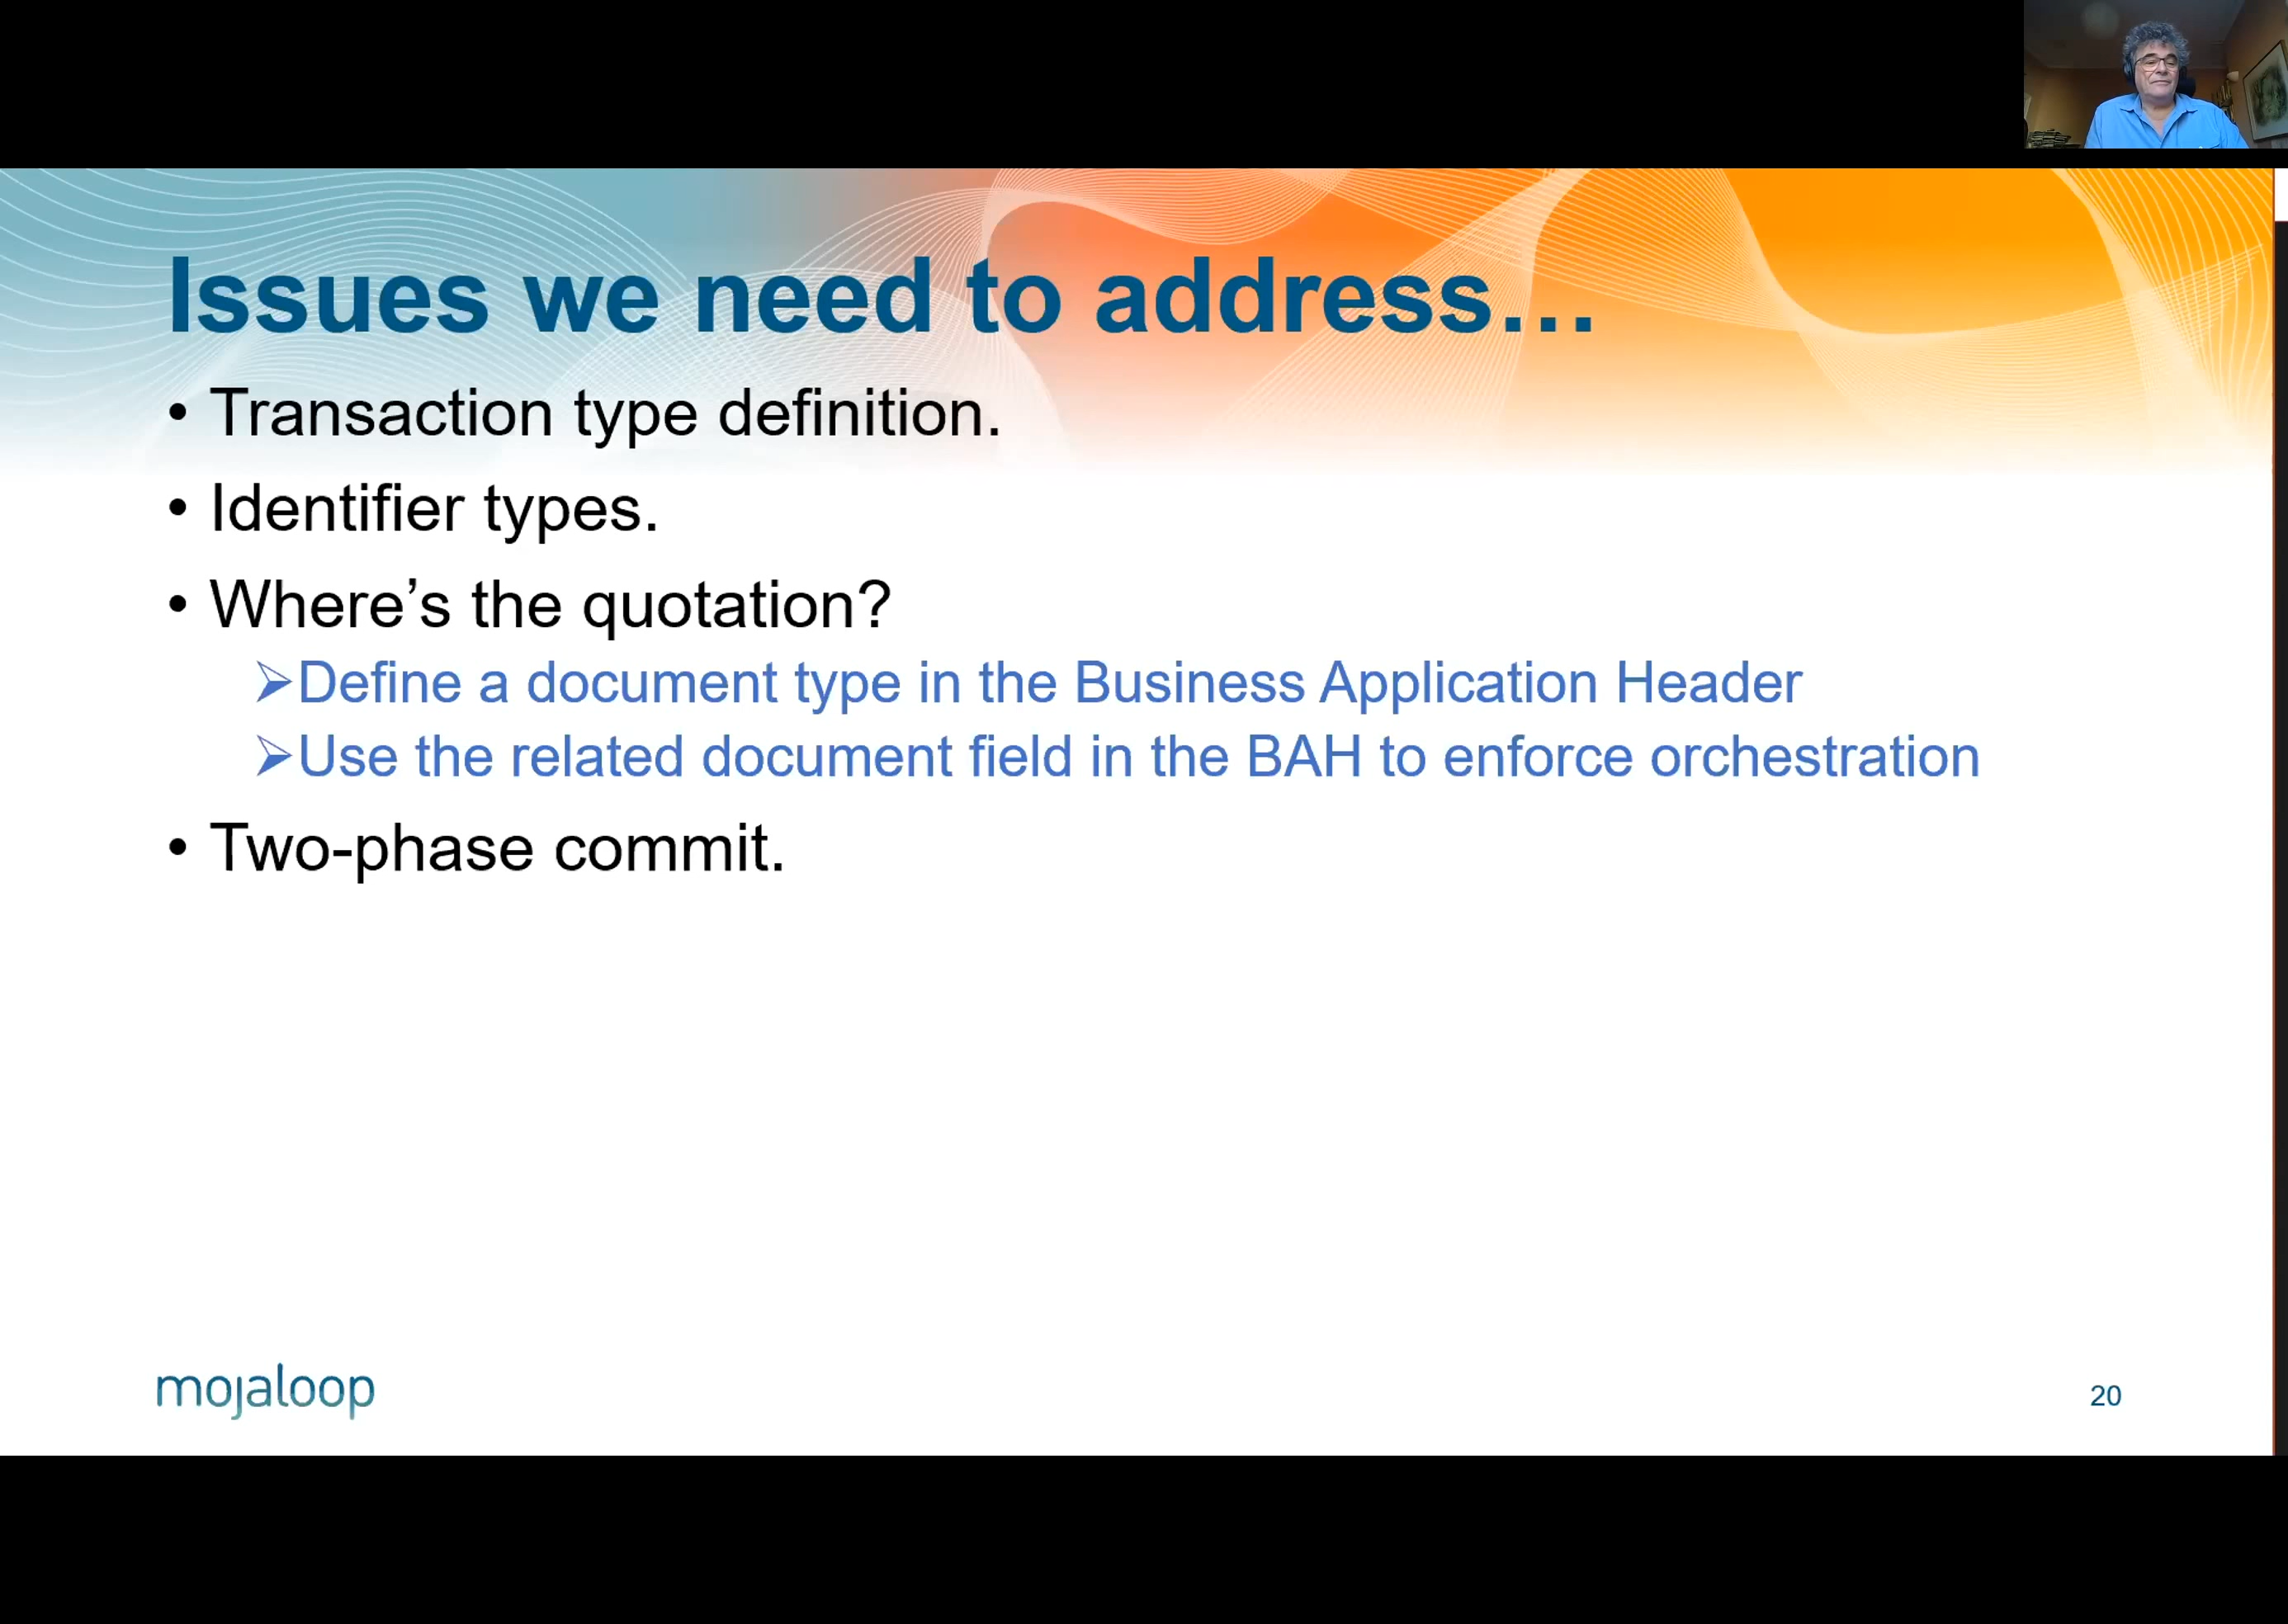 Issues we need to address…
• Transaction type definition.
• Identifier types.
• Where’s the quotation?
➢Define a document type in the Business Application Header
➢Use the related document field in the BAH to enforce orchestration
• Two-phase commit.
mojaloop
20